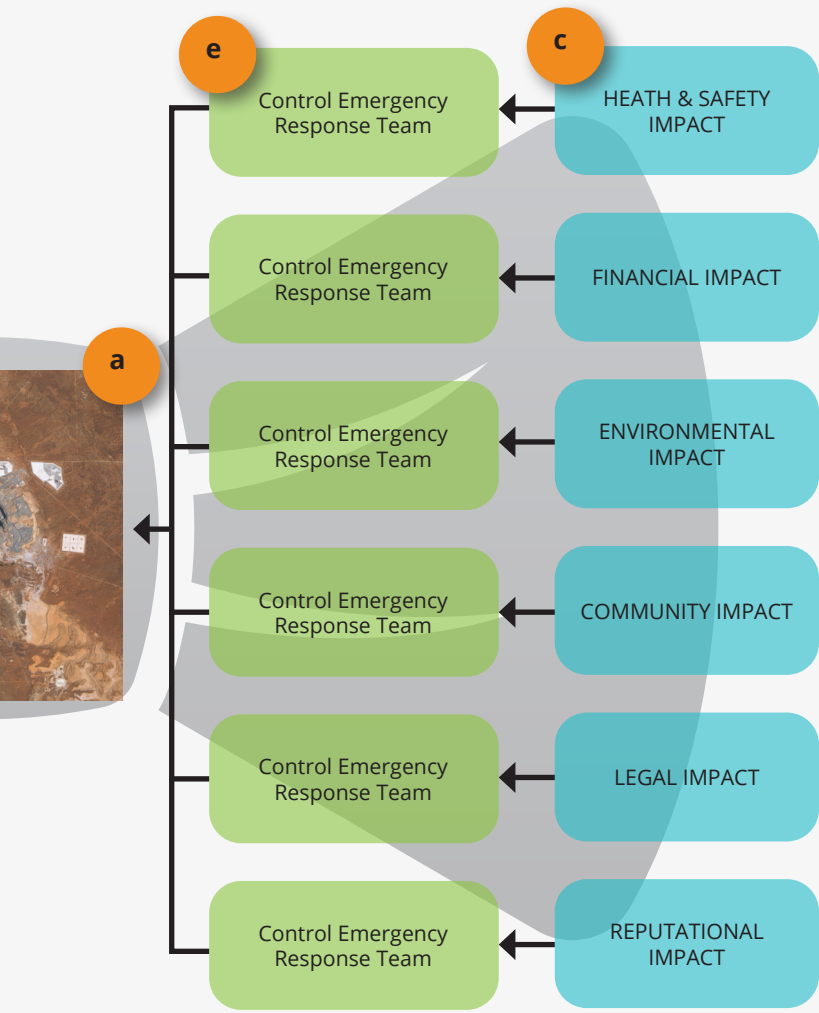 e
c
Control Emergency
Response Team
HEATH & SAFETY
IMPACT
Control Emergency
Response Team
FINANCIAL IMPACT
a
Control Emergency
Response Team
ENVIRONMENTAL
IMPACT
Control Emergency
Response Team
COMMUNITY IMPACT
Control Emergency
Response Team
LEGAL IMPACT
Control Emergency
Response Team
REPUTATIONAL
IMPACT